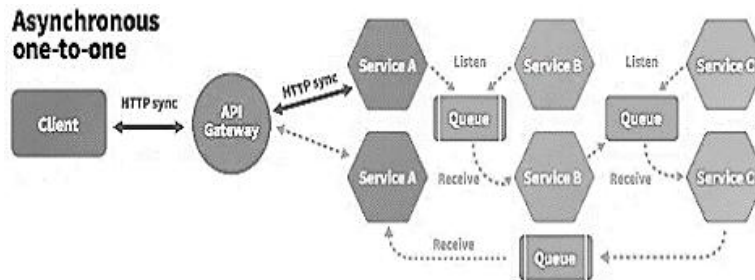 Asynchronous
one-to-one
Client
HTTP sync
API
Gateway
HTTP sync
Service A
Listen
Service B
Listen
Service C
Queue
Queue
Service A
Receive
Service B
Receive
Service C
Receive
Queue